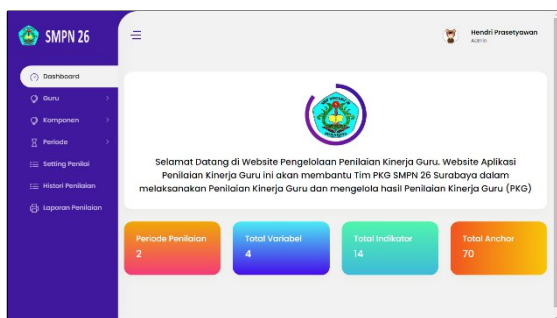 SMPN 26
Hendri Prasetyawan
Admin
Dashboard
Guru
Komponen
Periode
Setting Penilai
Histori Penilaian
Laporan Penilaian
Selamat Datang di Website Pengelolaan Penilaian Kinerja Guru. Website Aplikasi
Penilaian Kinerja Guru ini akan membantu Tim PKG SMPN 26 Surabaya dalam
melaksanakan Penilaian Kinerja Guru dan mengelola hasil Penilaian Kinerja Guru (PKG)
Periode Penilaian
2
Total Variabel
4
Total Indikator
14
Total Anchor
70